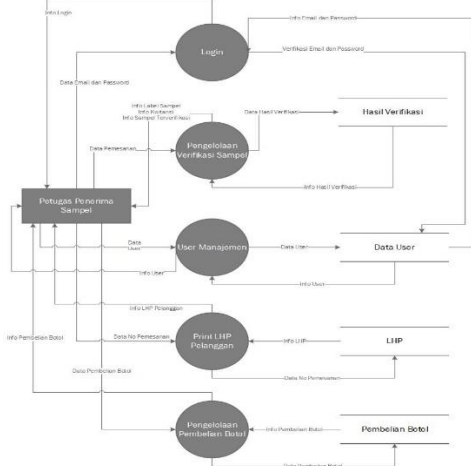 Info Login
Info Email dan Password
Login
Verifikasi Email dan Password
Data Email dan Password
Info Label Sampel
Info Kuitansi
Info Sampel Terverifikasi
Data Hasil Verifikasi
Hasil Verifikasi
Data Pemesanan
Pengelolaan
Verifikasi Sampel
Info Hasil Verifikasi
Petugas Penerima
Sampel
Data
User
User Manajemen
Data User
Data User
Info User
Info User
Info LHP Pelanggan
Info Pembelian Botol
Data No Pemesanan
Print LHP
Pelanggan
Info LHP
LHP
Data No Pemesanan
Data Pembelian Botol
Pengelolaan
Pembelian Botol
Info Pembelian Botol
Pembelian Botol
Data Pembelian Botol